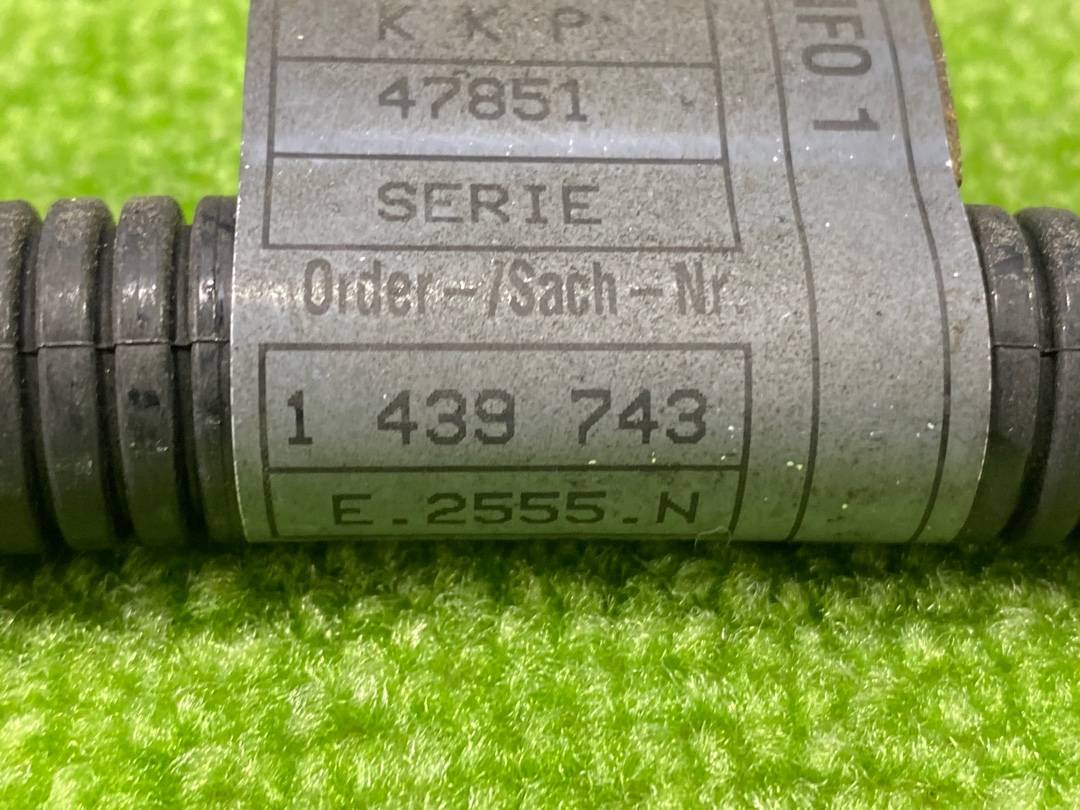 K K P
47851
SERIE
Order-/Sach-Nr.
1 439 743
E.2555.N